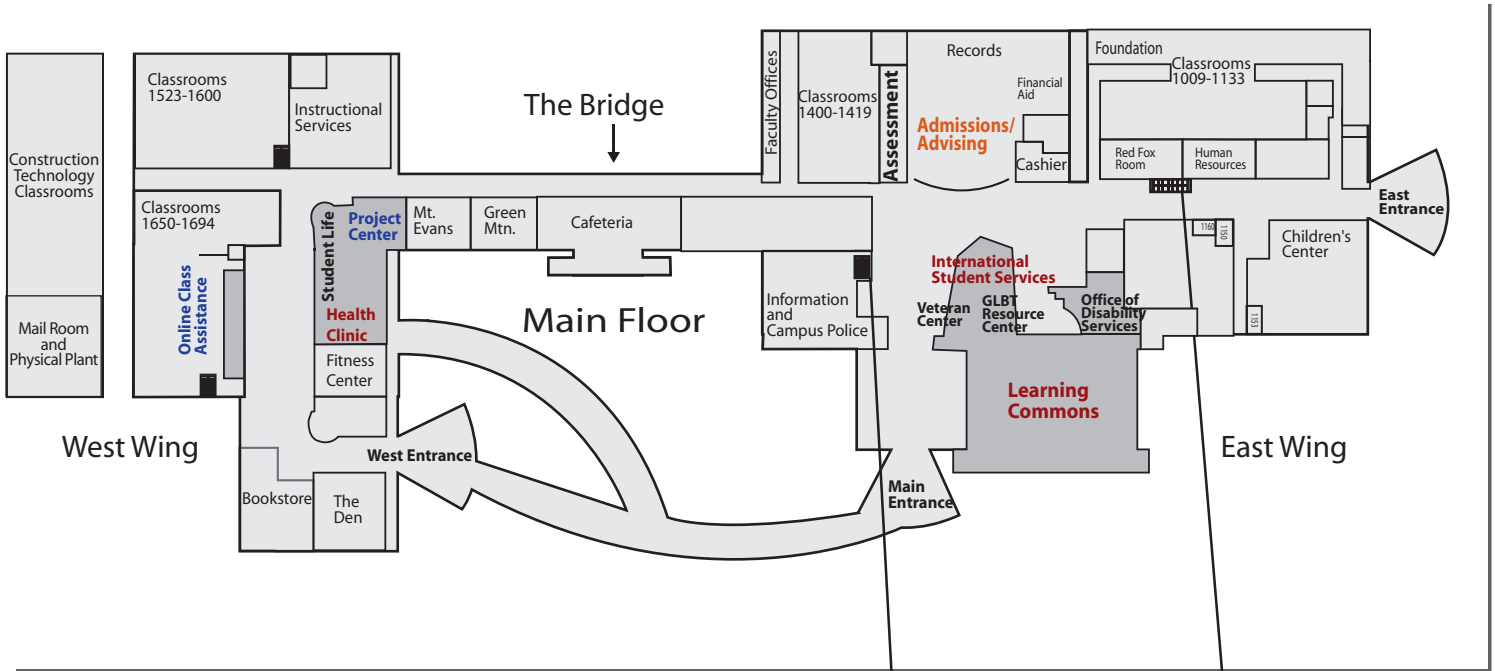 Construction
Technology
Classrooms
Mail Room
and
Physical Plant
Classrooms
1523-1600
Instructional
Services
Classrooms
1650-1694
Online Class
Assistance
West Wing
Student Life
Project
Center
Health
Clinic
Fitness
Center
West Entrance
Bookstore
The
Den
The Bridge
Mt.
Evans
Green
Mtn.
Cafeteria
Main Floor
Faculty Offices
Classrooms
1400-1419
Assessment
Records
Financial
Aid
Admissions/
Advising
Cashier
Information
and
Campus Police
International
Student Services
Veteran
Center
GLBT
Resource
Center
Office of
Disability
Services
Learning
Commons
Main
Entrance
Foundation
Classrooms
1009-1133
Red Fox
Room
Human
Resources
East
Entrance
1160
1150
Children's
Center
1153
East Wing